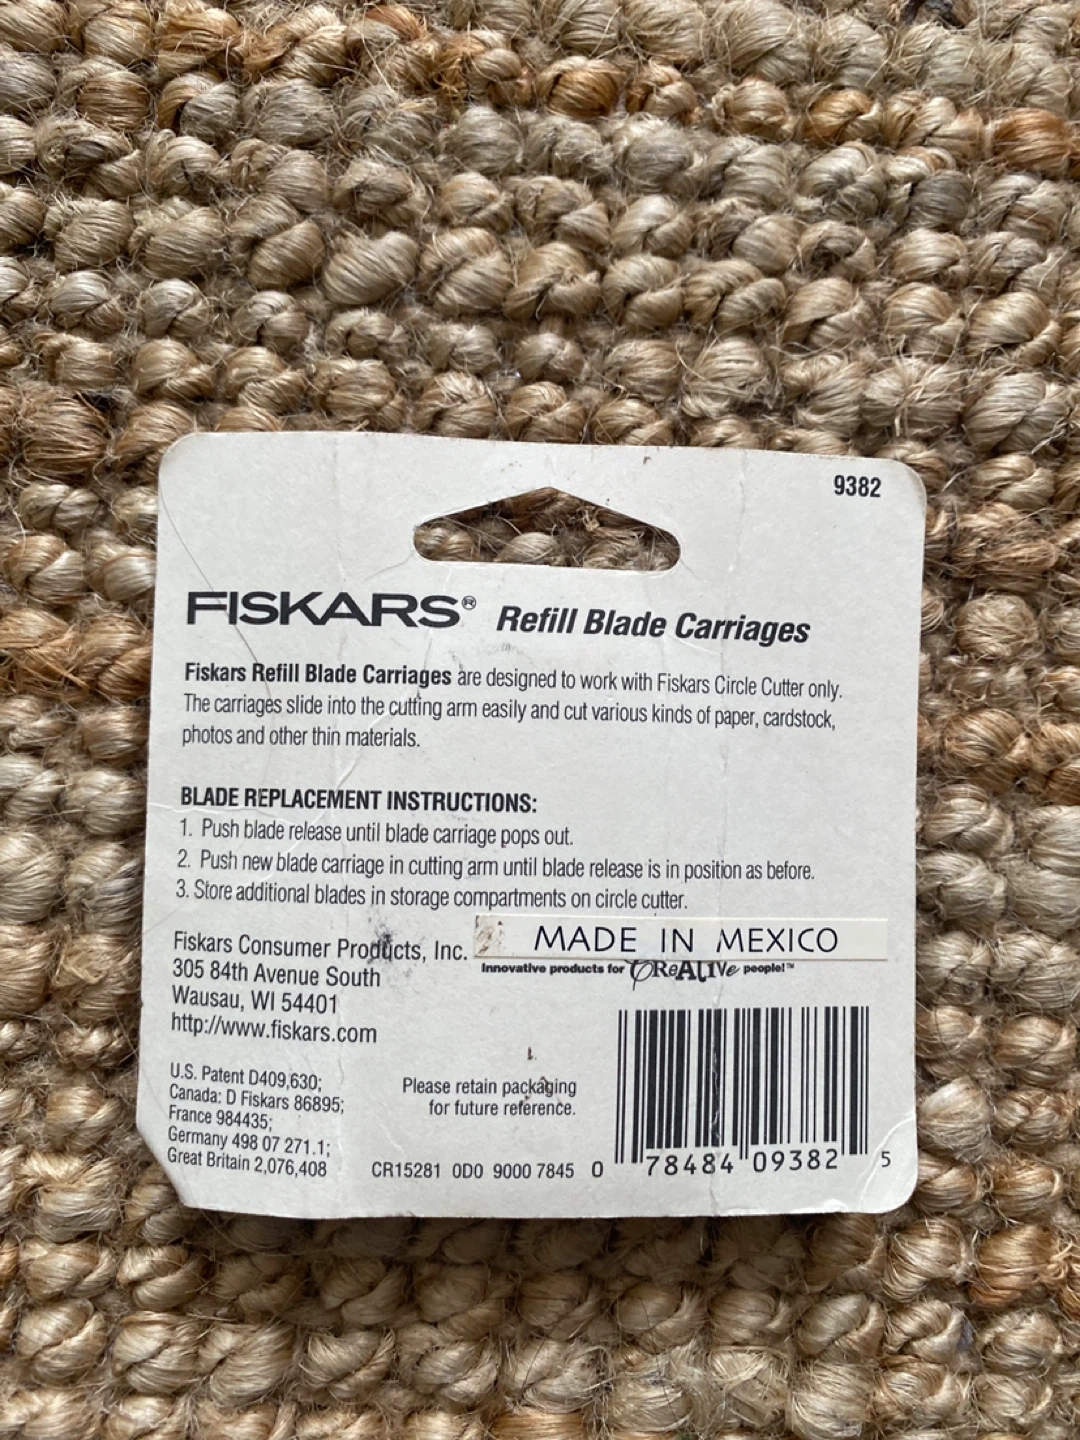 9382
FISKARS® Refill Blade Carriages
Fiskars Refill Blade Carriages are designed to work with Fiskars Circle Cutter only.
The carriages slide into the cutting arm easily and cut various kinds of paper, cardstock,
photos and other thin materials.
BLADE REPLACEMENT INSTRUCTIONS:
1. Push blade release until blade carriage pops out.
2. Push new blade carriage in cutting arm until blade release is in position as before.
3. Store additional blades in storage compartments on circle cutter.
Fiskars Consumer Products, Inc.
305 84th Avenue South
Wausau, WI 54401
http://www.fiskars.com
MADE IN MEXICO
Innovative products for CReATIVe people!™
U.S. Patent D409,630;
Canada: D Fiskars 86895;
France 984435;
Germany 498 07 271.1;
Great Britain 2,076,408
Please retain packaging
for future reference.
CR15281 0D0 9000 7845
0 78484 09382 5